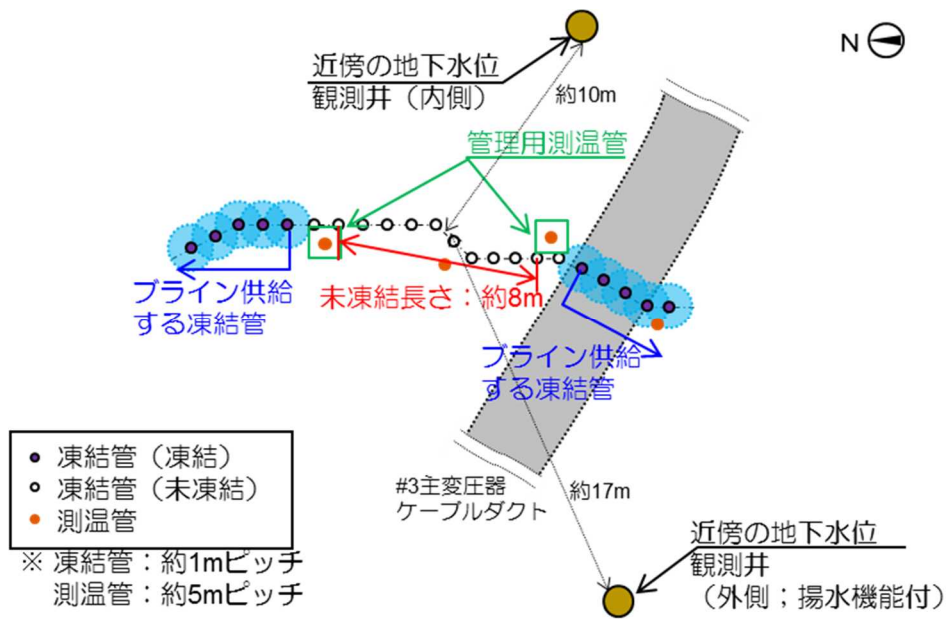 近傍の地下水位
観測井（内側）
N
約10m
管理用測温管
ブライン供給
する凍結管
未凍結長さ：約8m
ブライン供給
する凍結管
凍結管（凍結）
凍結管（未凍結）
測温管
※ 凍結管：約1mピッチ
測温管：約5mピッチ
#3主変圧器
ケーブルダクト
約17m
近傍の地下水位
観測井
（外側；揚水機能付）